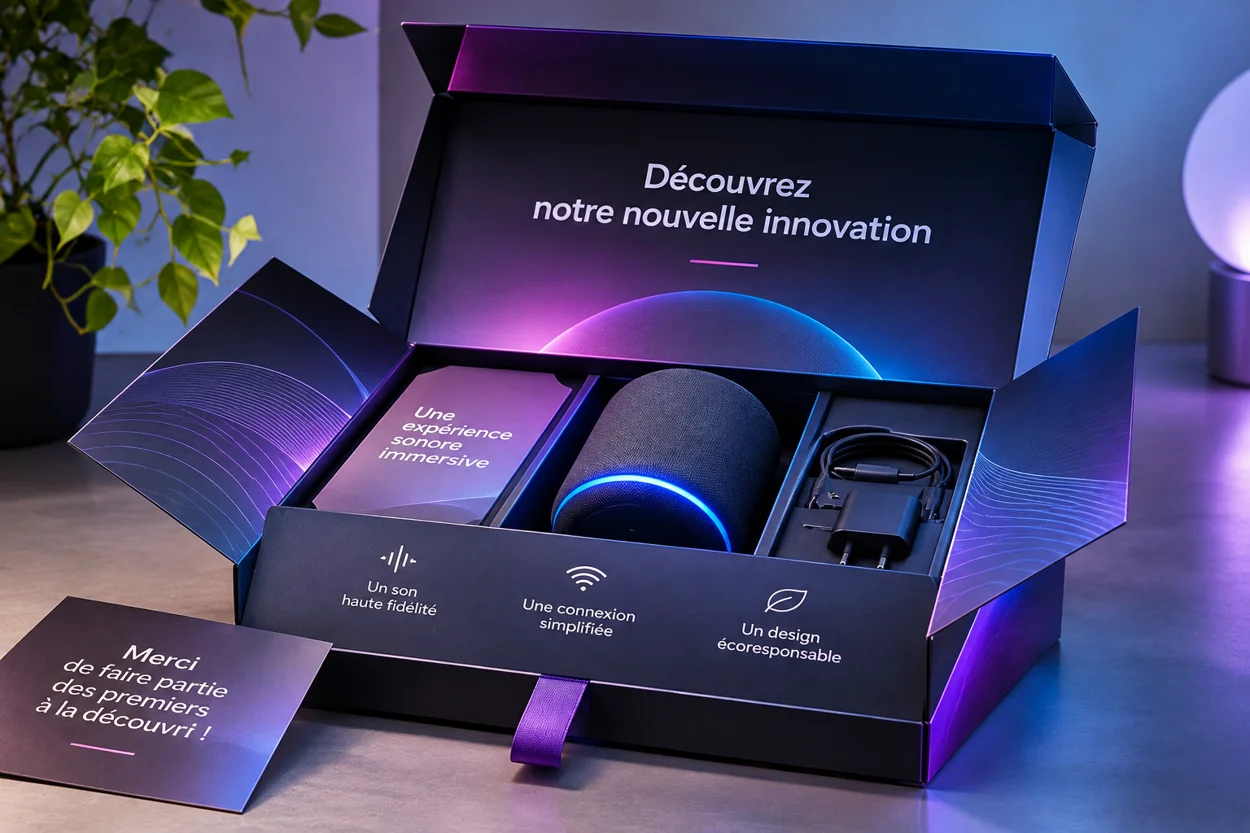 Découvrez
notre nouvelle innovation
Une
expérience
sonore
immersive
Un son
haute fidélité
Une connexion
simplifiée
Un design
écoresponsable
Merci
de faire partie
des premiers
à la découvri !